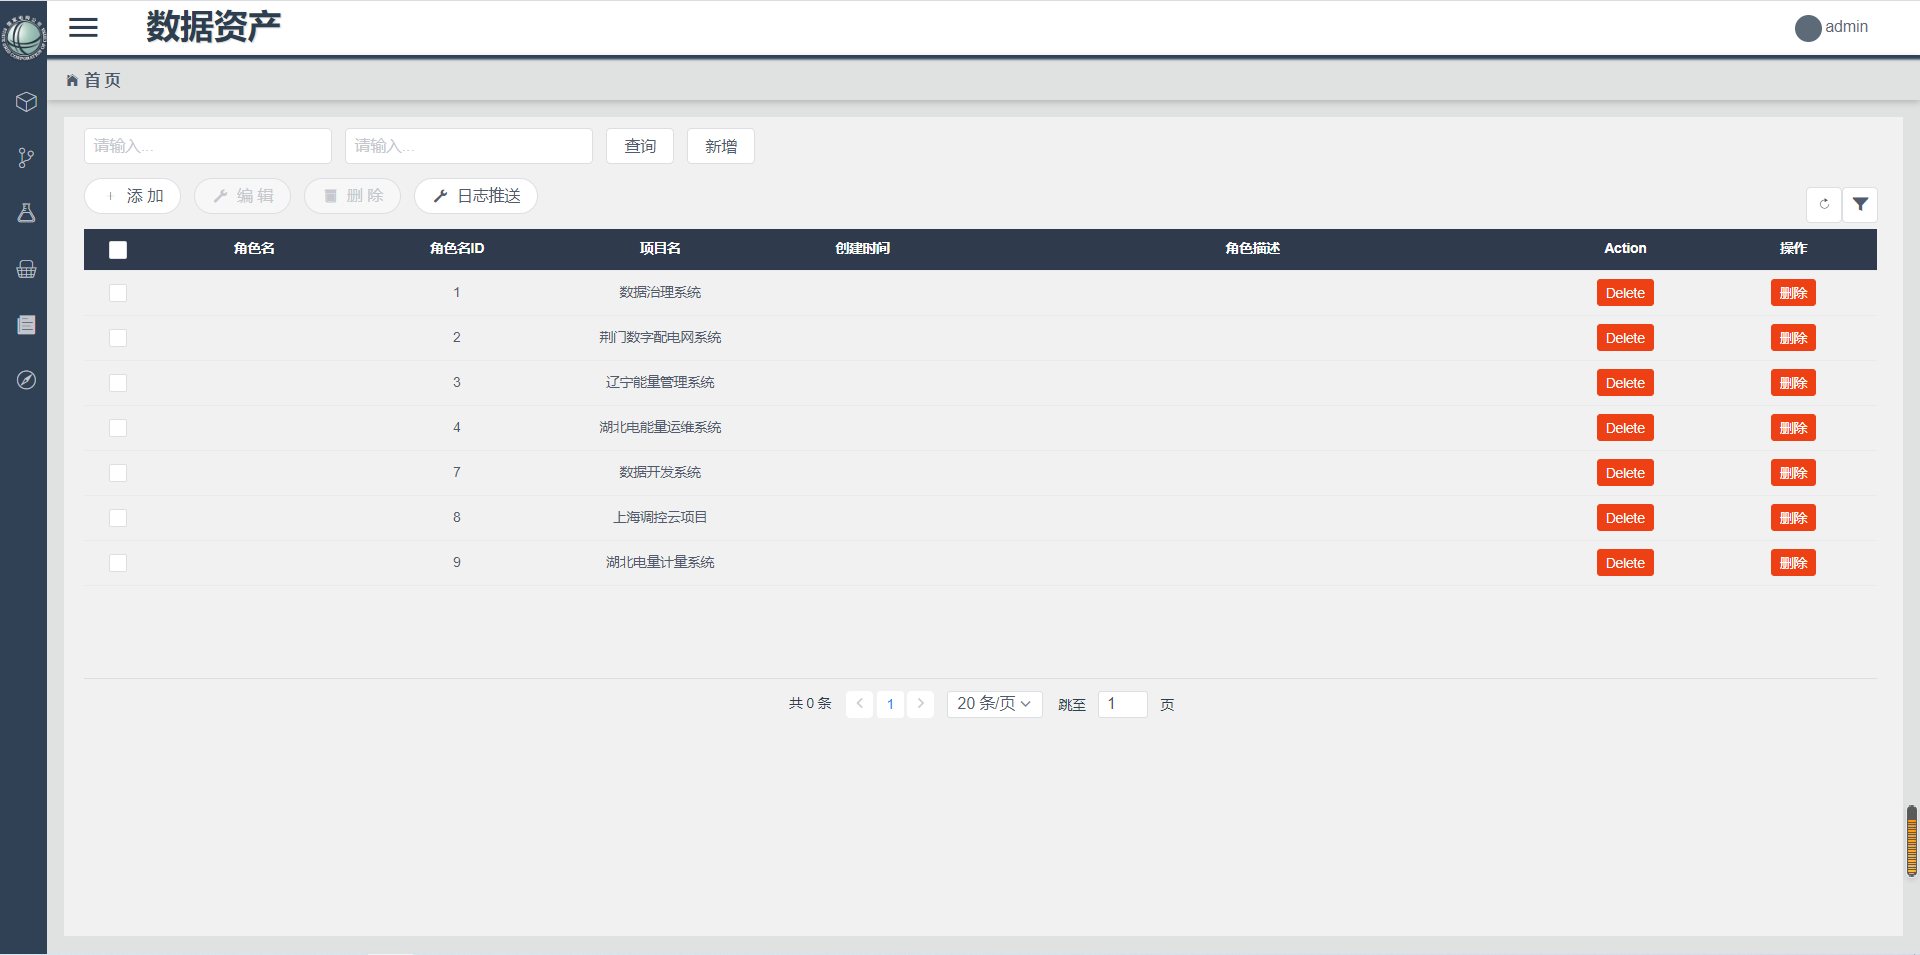 数据资产
admin
首页
请输入... 请输入... 查询 新增
添加 编辑 删除 日志推送
角色名 角色名ID 项目名 创建时间 角色描述 Action 操作
1 数据治理系统 Delete 删除
2 荆门数字配电网系统 Delete 删除
3 辽宁能量管理系统 Delete 删除
4 湖北电能量运维系统 Delete 删除
7 数据开发系统 Delete 删除
8 上海调控云项目 Delete 删除
9 湖北电量计量系统 Delete 删除
共 0 条 1 20 条/页 跳至 1 页